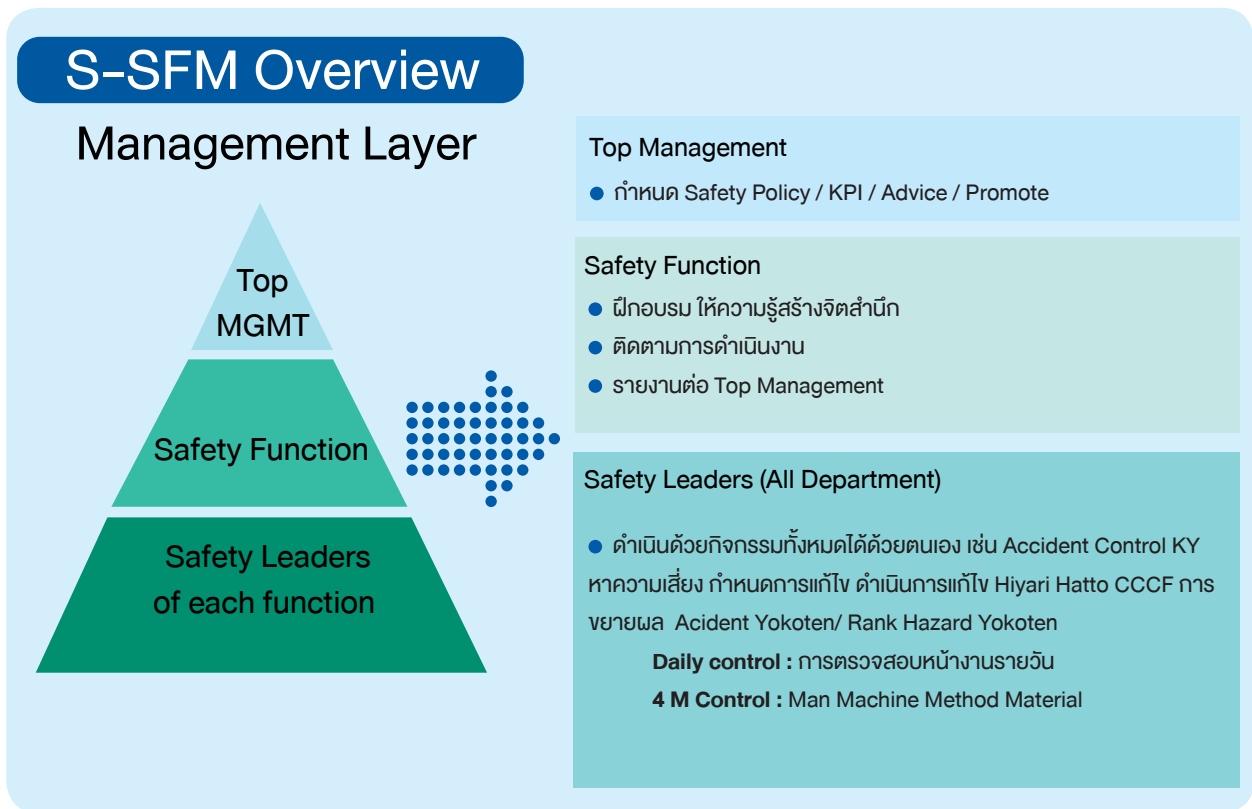 S-SFM Overview
Management Layer
Top
MGMT
Safety Function
Safety Leaders
of each function
Top Management
● กำหนด Safety Policy / KPI / Advice / Promote
Safety Function
● ฝึกอบรม ให้ความรู้สร้างจิตสำนึก
● ติดตามการดำเนินงาน
● รายงานต่อ Top Management
Safety Leaders (All Department)
● ดำเนินด้วยกิจกรรมทั้งหมดได้ด้วยตนเอง เช่น Accident Control KY
หาความเสี่ยง กำหนดการแก้ไข ดำเนินการแก้ไข Hiyari Hatto CCCF การ
ขยายผล Acident Yokoten/ Rank Hazard Yokoten
Daily control : การตรวจสอบหน้างานรายวัน
4 M Control : Man Machine Method Material